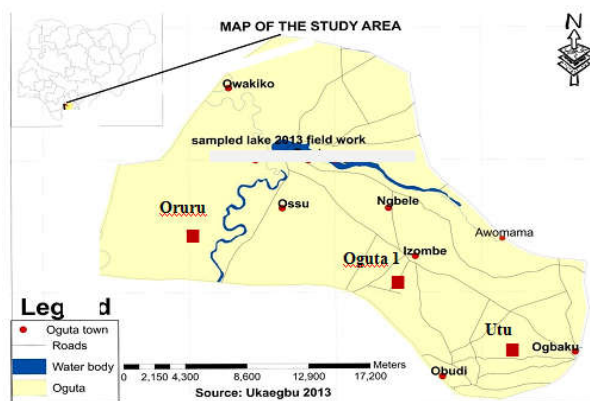 MAP OF THE STUDY AREA
N
Owakiko
sampled lake 2013 field work
Oruru
Ossu
Ngbele
Awomama
Oguta 1
Izombe
Utu
Ogbaku
Obudi
Leg d
Oguta town
Roads
Water body
Oguta
Meters
0 2,150 4,300 8,600 12,900 17,200
Source: Ukaegbu 2013